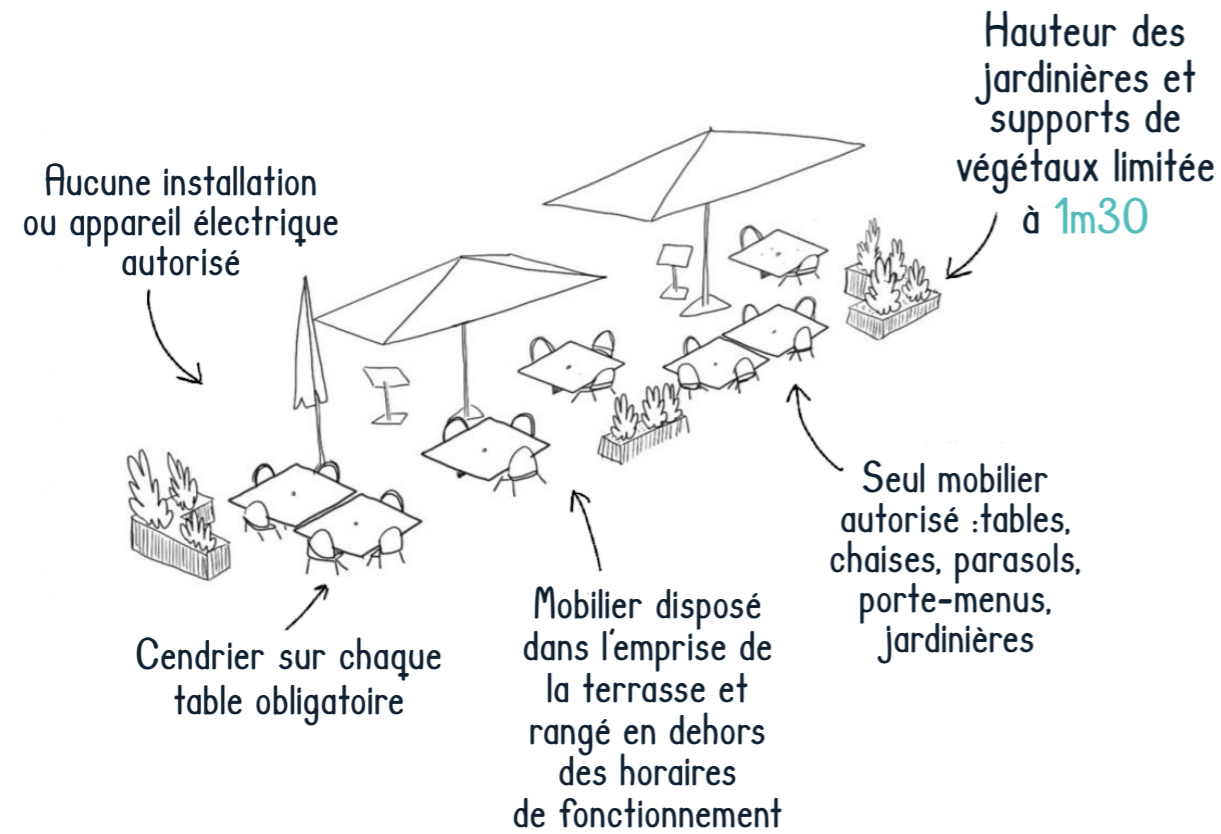 Hauteur des
jardinières et
supports de
végétaux limitée
à 1m30
Aucune installation
ou appareil électrique
autorisé
Seul mobilier
autorisé :tables,
chaises, parasols,
porte-menus,
jardinières
Mobilier disposé
dans l'emprise de
la terrasse et
rangé en dehors
des horaires
de fonctionnement
Cendrier sur chaque
table obligatoire